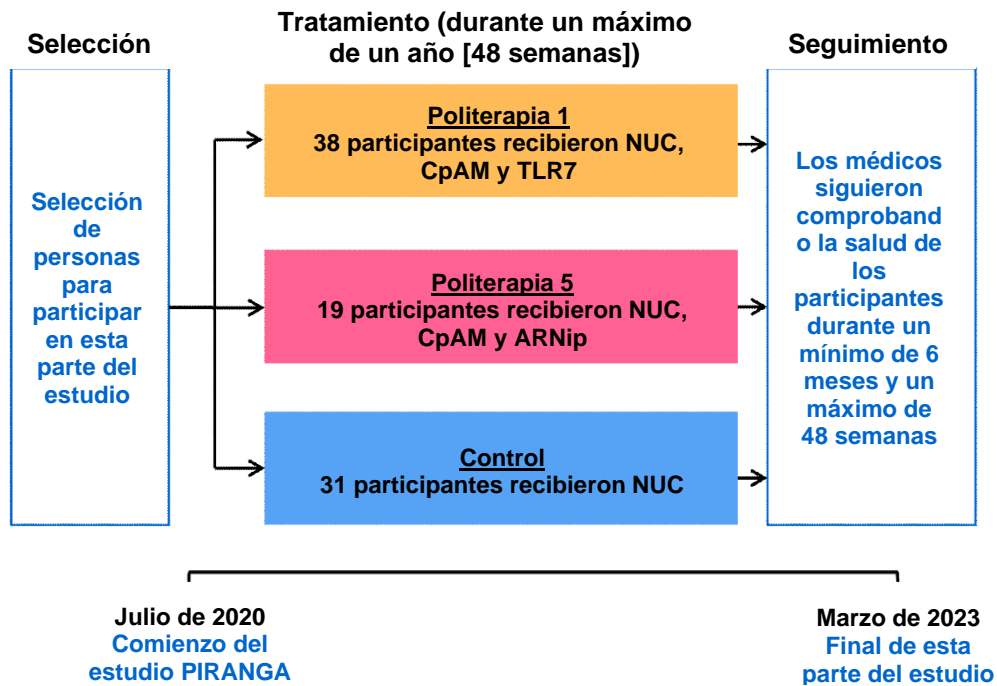 Selección
Tratamiento (durante un máximo
de un año [48 semanas])
Seguimiento
Selección
de
personas
para
participar
en esta
parte del
estudio
Politerapia 1
38 participantes recibieron NUC,
CpAM y TLR7
Politerapia 5
19 participantes recibieron NUC,
CpAM y ARNip
Control
31 participantes recibieron NUC
Los médicos
siguieron
comproband
o la salud de
los
participantes
durante un
mínimo de 6
meses y un
máximo de
48 semanas
Julio de 2020
Comienzo del
estudio PIRANGA
Marzo de 2023
Final de esta
parte del estudio